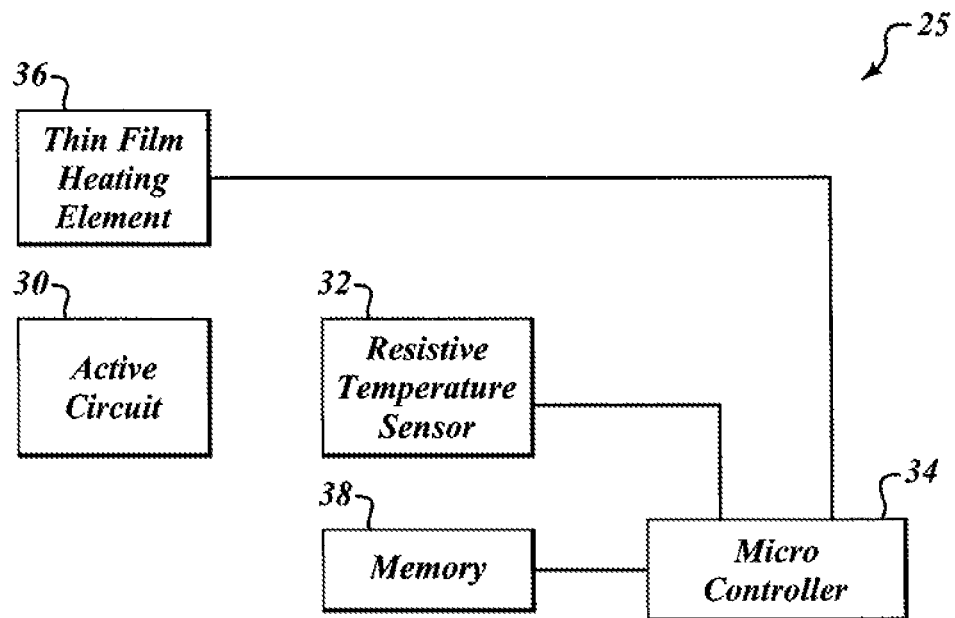 25
36
Thin Film
Heating
Element
30
Active
Circuit
32
Resistive
Temperature
Sensor
34
Micro
Controller
38
Memory